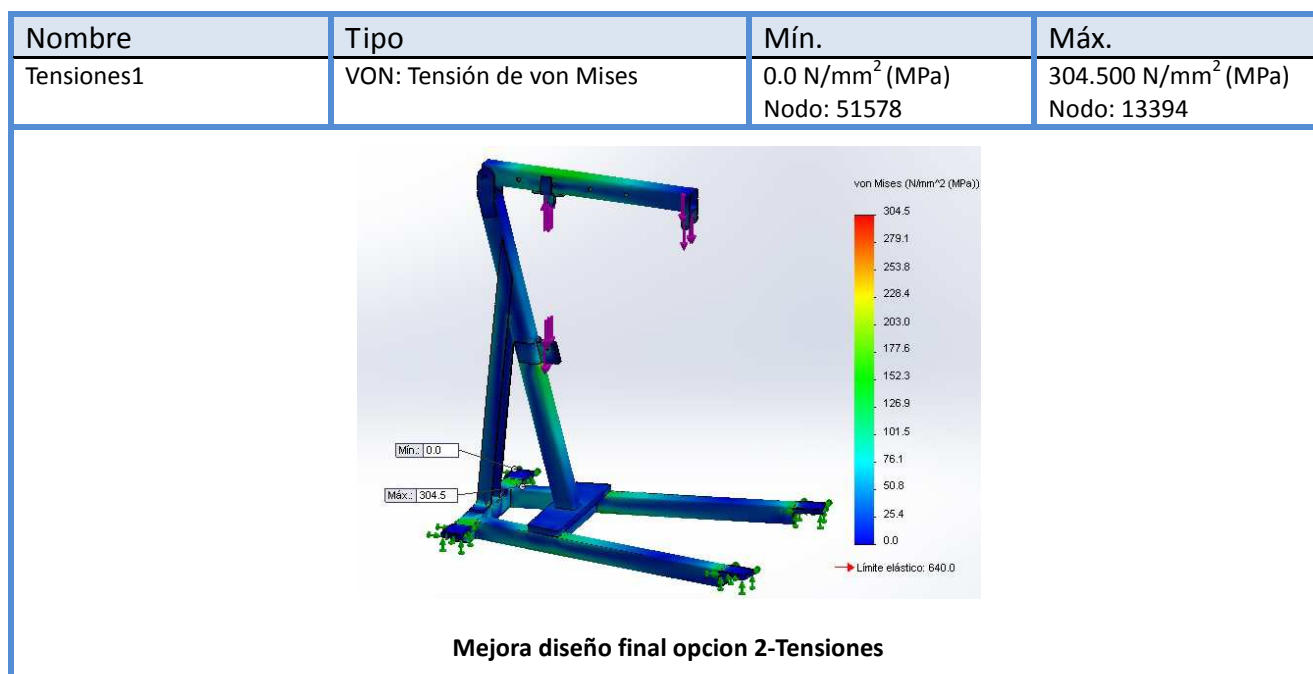 Nombre Tipo Mín. Máx.
Tensiones1 VON: Tensión de von Mises 0.0 N/mm² (MPa) 304.500 N/mm² (MPa)
Nodo: 51578 Nodo: 13394
von Mises (N/mm^2 (MPa))
304.5
279.1
253.8
228.4
203.0
177.6
152.3
126.9
101.5
76.1
50.8
25.4
0.0
Límite elástico: 640.0
Mín.: 0.0
Máx.: 304.5
Mejora diseño final opcion 2-Tensiones